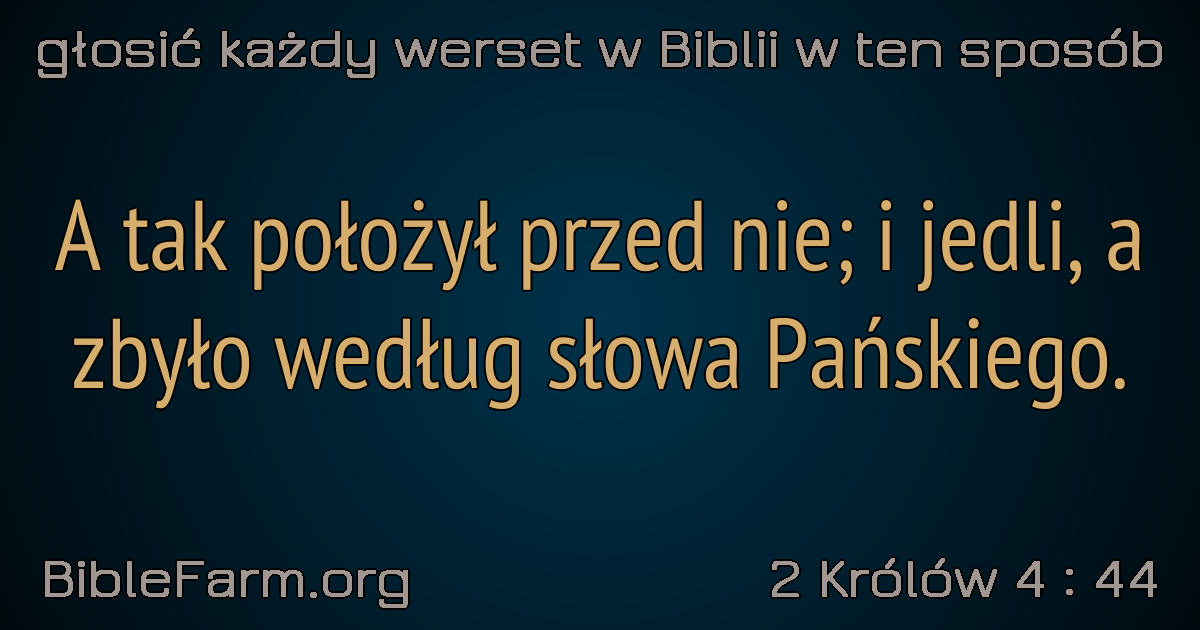 głosić każdy werset w Biblii w ten sposób
A tak położył przed nie; i jedli, a
zbyło według słowa Pańskiego.
BibleFarm.org
2 Królów 4 : 44